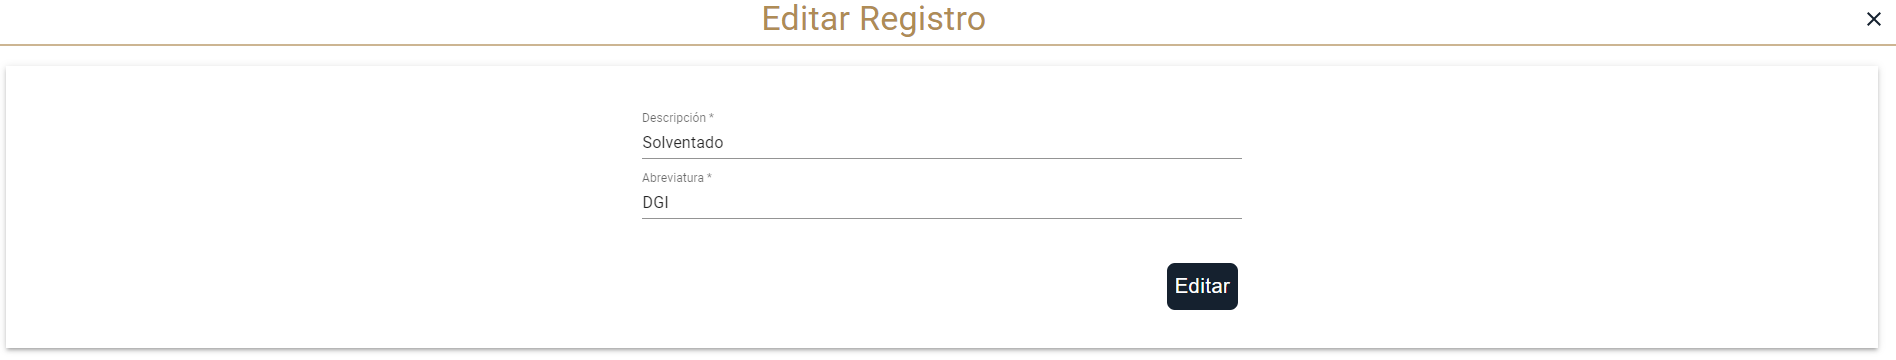 Editar Registro
Descripción *
Solventado
Abreviatura *
DGI
Editar